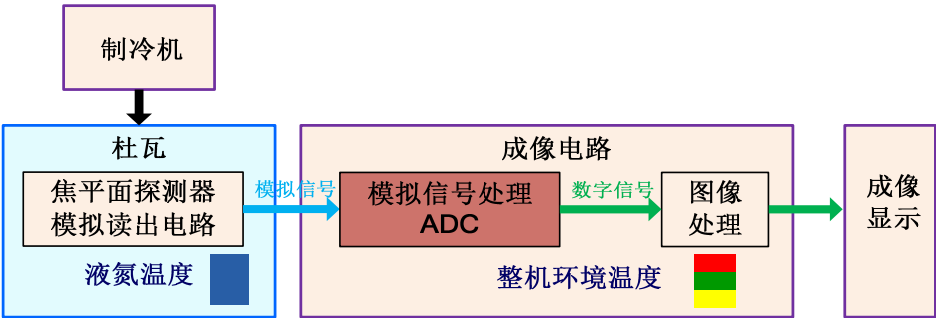 制冷机
杜瓦
焦平面探测器
模拟读出电路
液氮温度
模拟信号
成像电路
模拟信号处理
ADC
数字信号
图像
处理
整机环境温度
成像
显示